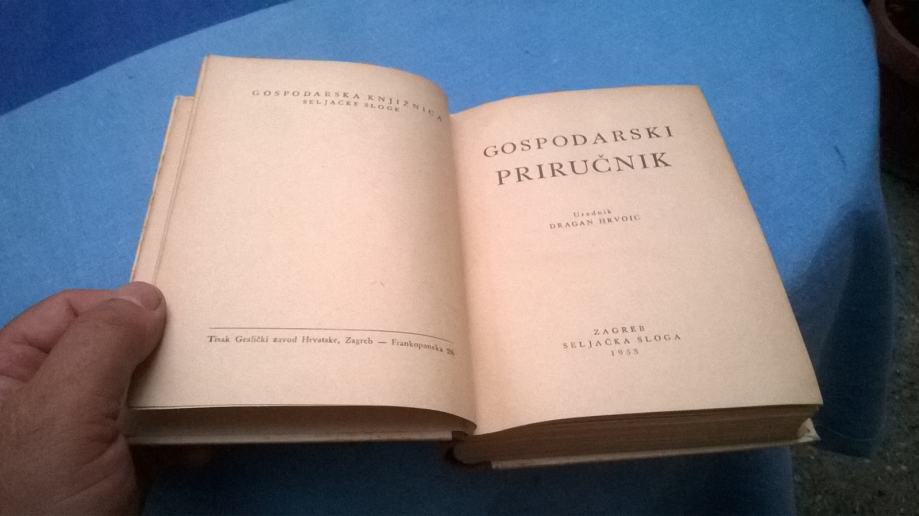 GOSPODARSKA KNJIŽNICA
SELJAČKE SLOGE
Tisak Grafički zavod Hrvatske, Zagreb — Frankopanska 26
GOSPODARSKI
PRIRUČNIK
Urednik
DRAGAN HRVOIĆ
ZAGREB
SELJAČKA SLOGA
1953